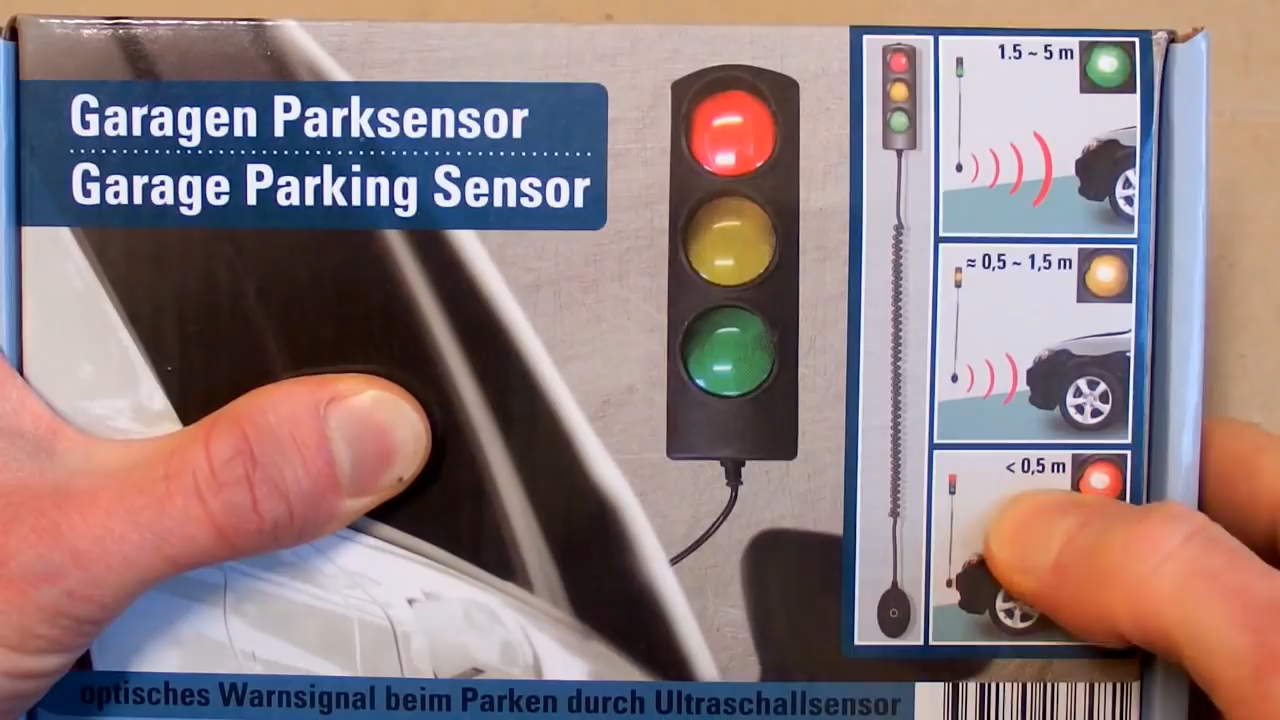 Garagen Parksensor
Garage Parking Sensor
1.5 ~ 5 m
≈ 0,5 ~ 1,5 m
< 0,5 m
optisches Warnsignal beim Parken durch Ultraschallsensor